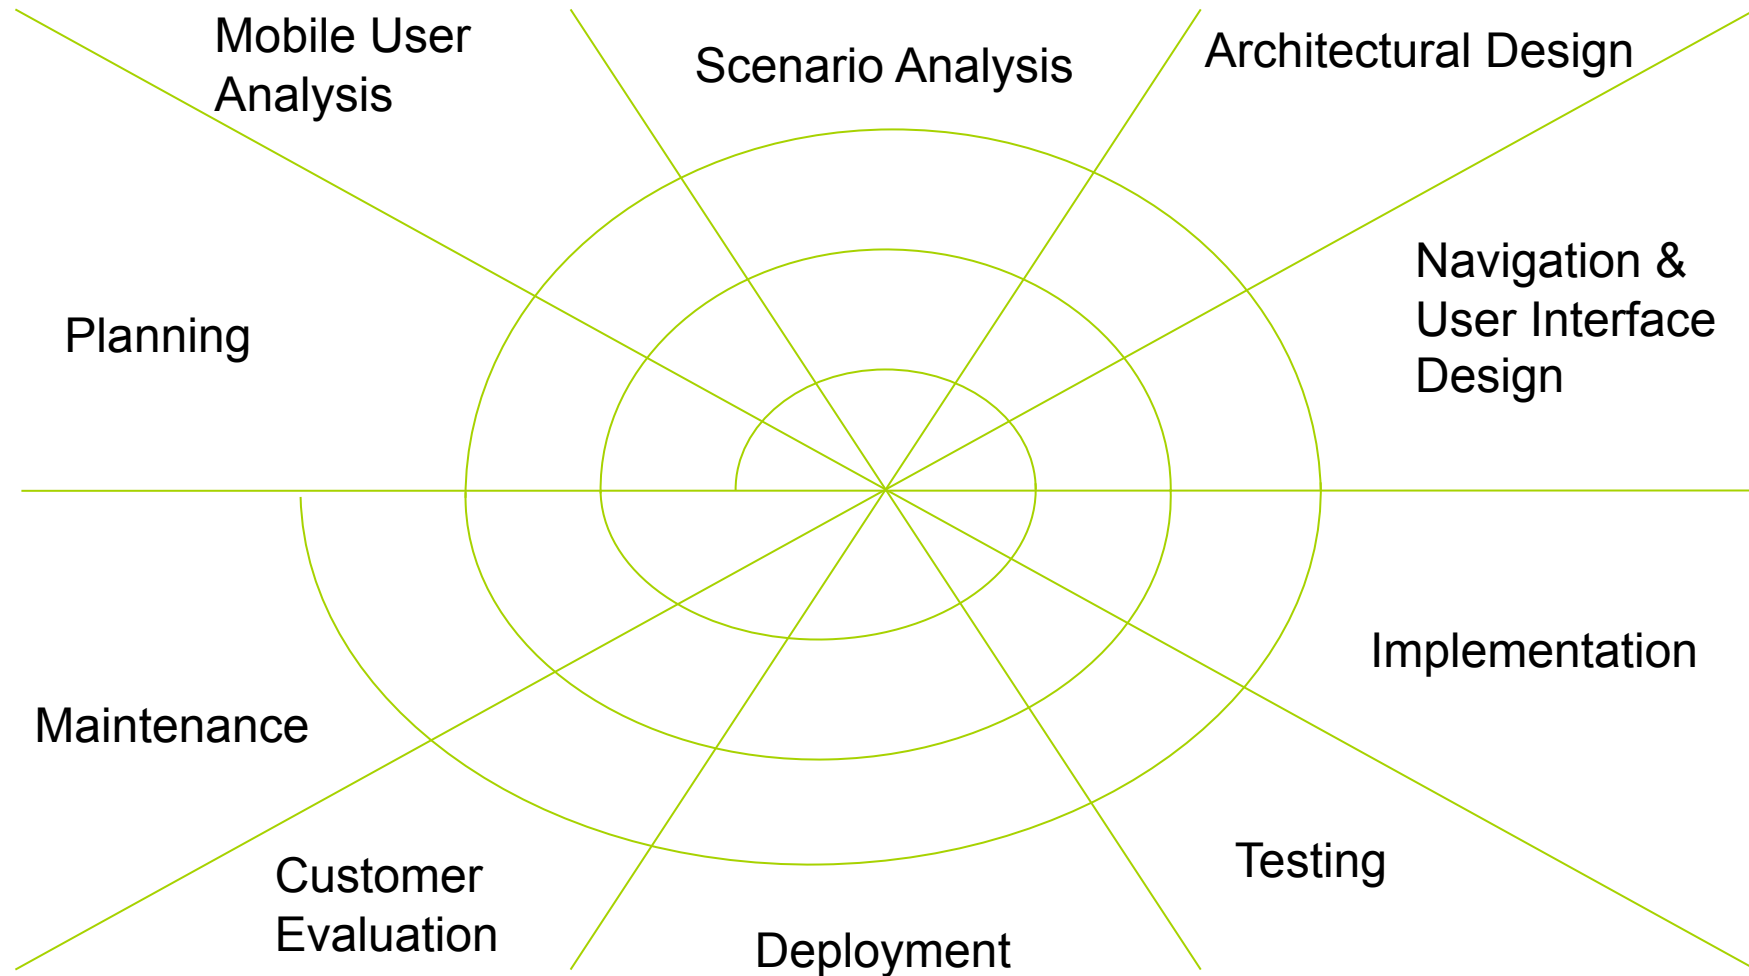 Mobile User
Analysis
Scenario Analysis
Architectural Design
Navigation &
User Interface
Design
Planning
Implementation
Maintenance
Testing
Customer
Evaluation
Deployment